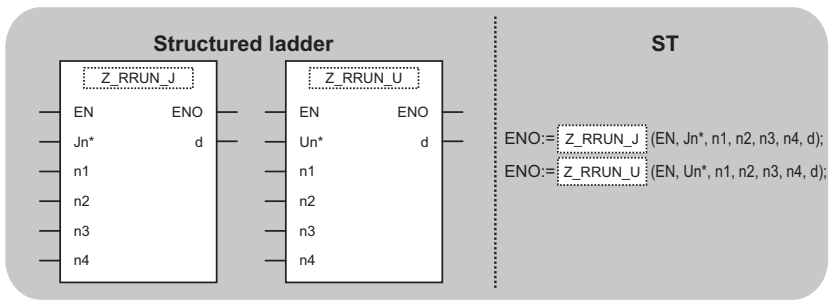 Structured ladder
Z_RRUN_J
EN ENO
Jn* d
n1
n2
n3
n4
Z_RRUN_U
EN ENO
Un* d
n1
n2
n3
n4
ST
ENO:= Z_RRUN_J (EN, Jn*, n1, n2, n3, n4, d);
ENO:= Z_RRUN_U (EN, Un*, n1, n2, n3, n4, d);